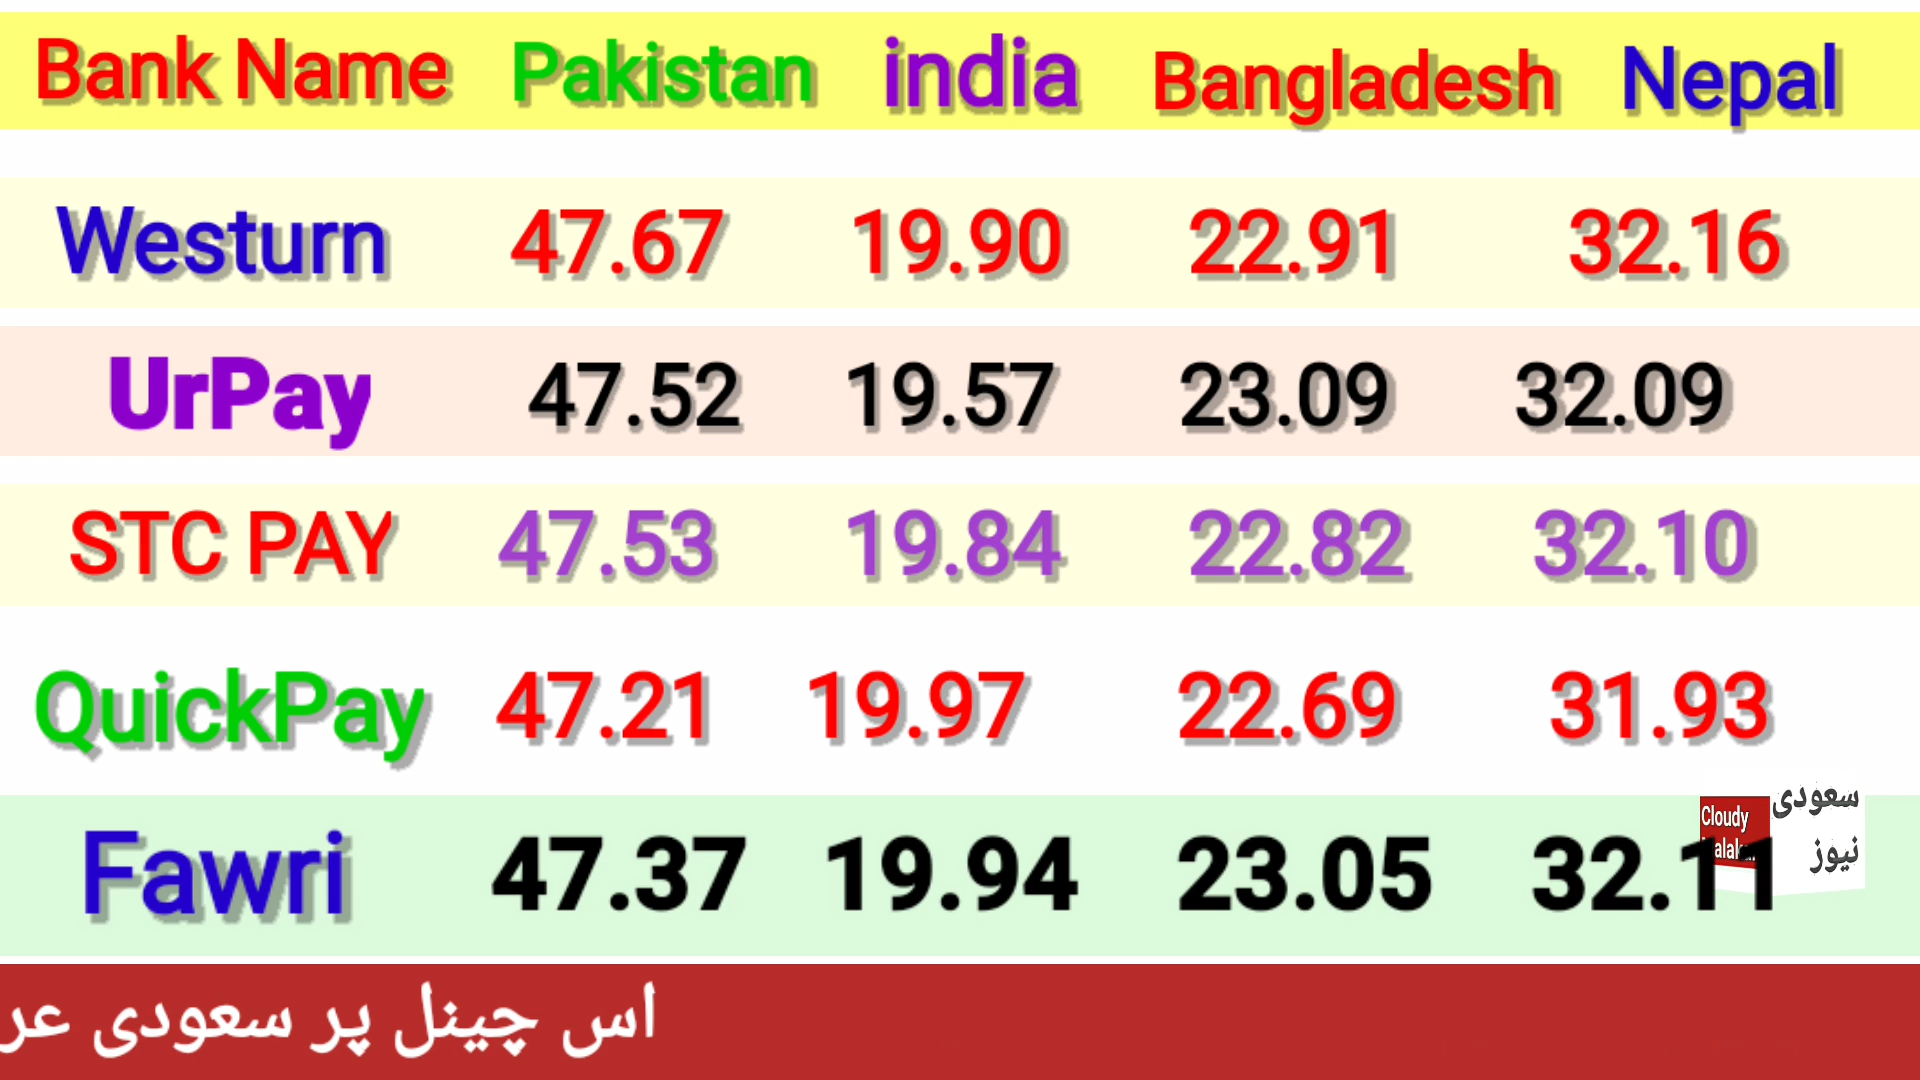 Bank Name Pakistan india Bangladesh Nepal
Westurn 47.67 19.90 22.91 32.16
UrPay 47.52 19.57 23.09 32.09
STC PAY 47.53 19.84 22.82 32.10
QuickPay 47.21 19.97 22.69 31.93
Fawri 47.37 19.94 23.05 32.11
Cloudy
سعودی
نیوز
اس چینل پر سعودی عر